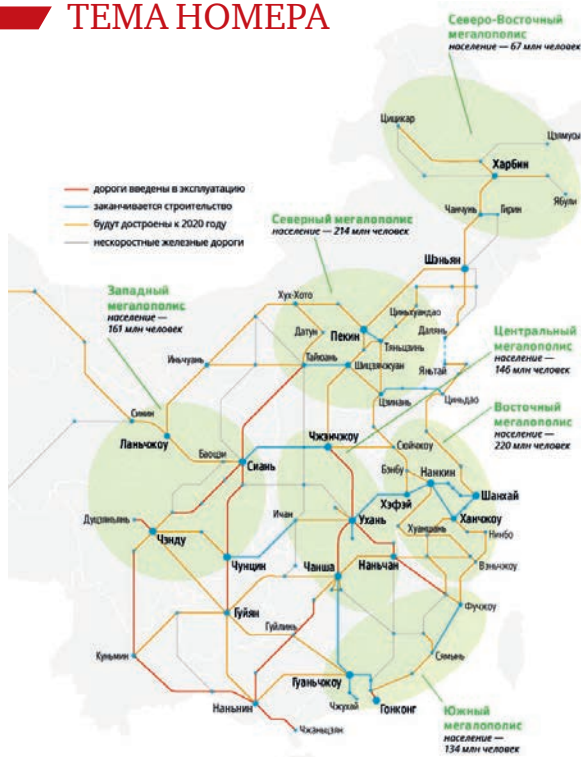 ТЕМА НОМЕРА
Северо-Восточный
мегалополис
население — 67 млн человек
Цицикар
Цзямусы
Харбин
дороги введены в эксплуатацию
заканчивается строительство
будут достроены к 2020 году
нескоростные железные дороги
Чанчунь
Гирин
Ябули
Северный мегалополис
население — 214 млн человек
Шэньян
Западный
мегалополис
население —
161 млн человек
Хух-Хото
Циньхуандао
Датун
Пекин
Далянь
Тяньцзинь
Центральный
мегалополис
население —
146 млн человек
Иньчуань
Тайюань
Шицзячжуан
Яньтай
Цзинань
Циндао
Восточный
мегалополис
население —
220 млн человек
Синин
Ланьчжоу
Баоцзи
Сиань
Чжэнчжоу
Сюйчжоу
Бэнбу
Нанкин
Шанхай
Хэфэй
Ханчжоу
Дуцзянъянь
Ичан
Ухань
Хуаншань
Нинбо
Чэнду
Чунцин
Чанша
Наньчан
Вэньчжоу
Гуйян
Фучжоу
Гуйлинь
Куньмин
Сямынь
Гуанчжоу
Наньнин
Чжухай
Гонконг
Чжаньцзян
Южный
мегалополис
население —
134 млн человек